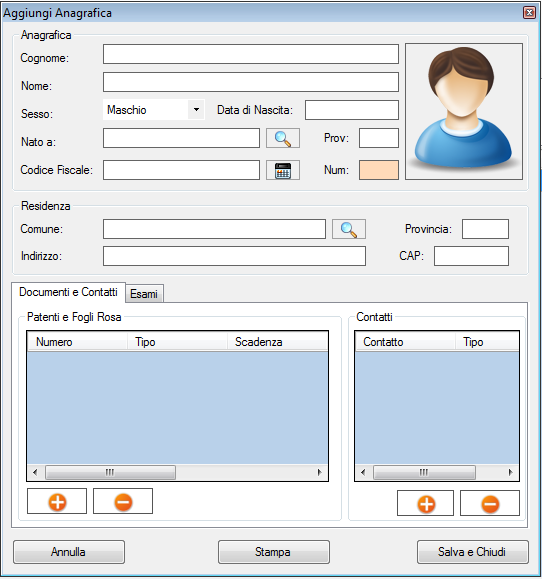 Aggiungi Anagrafica
Anagrafica
Cognome:
Nome:
Sesso: Maschio Data di Nascita:
Nato a: Prov:
Codice Fiscale: Num:
Residenza
Comune: Provincia:
Indirizzo: CAP:
Documenti e Contatti Esami
Patenti e Fogli Rosa Contatti
Numero Tipo Scadenza Contatto Tipo
Annulla Stampa Salva e Chiudi